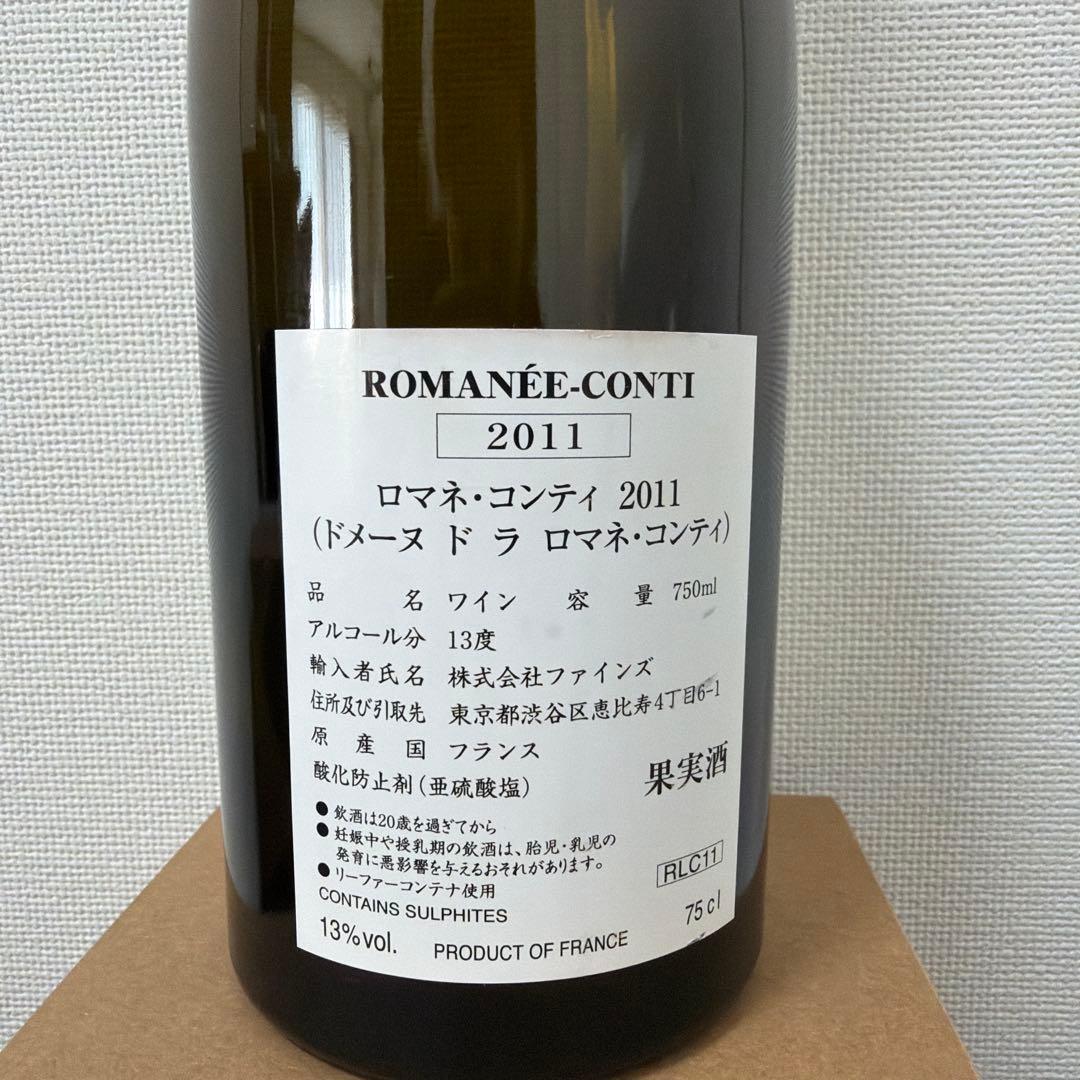 ROMANÉE-CONTI
2011
ロマネ・コンティ 2011
(ドメーヌ ド ラ ロマネ・コンティ)
品名 ワイン 容量 750ml
アルコール分 13度
輸入者氏名 株式会社ファインズ
住所及び引取先 東京都渋谷区恵比寿4丁目6-1
原産国 フランス
酸化防止剤(亜硫酸塩)
果実酒
●飲酒は20歳を過ぎてから
●妊娠中や授乳期の飲酒は、胎児・乳児の
発育に悪影響を与えるおそれがあります。
●リーファーコンテナ使用
RLC11
CONTAINS SULPHITES
75cl
13%vol. PRODUCT OF FRANCE